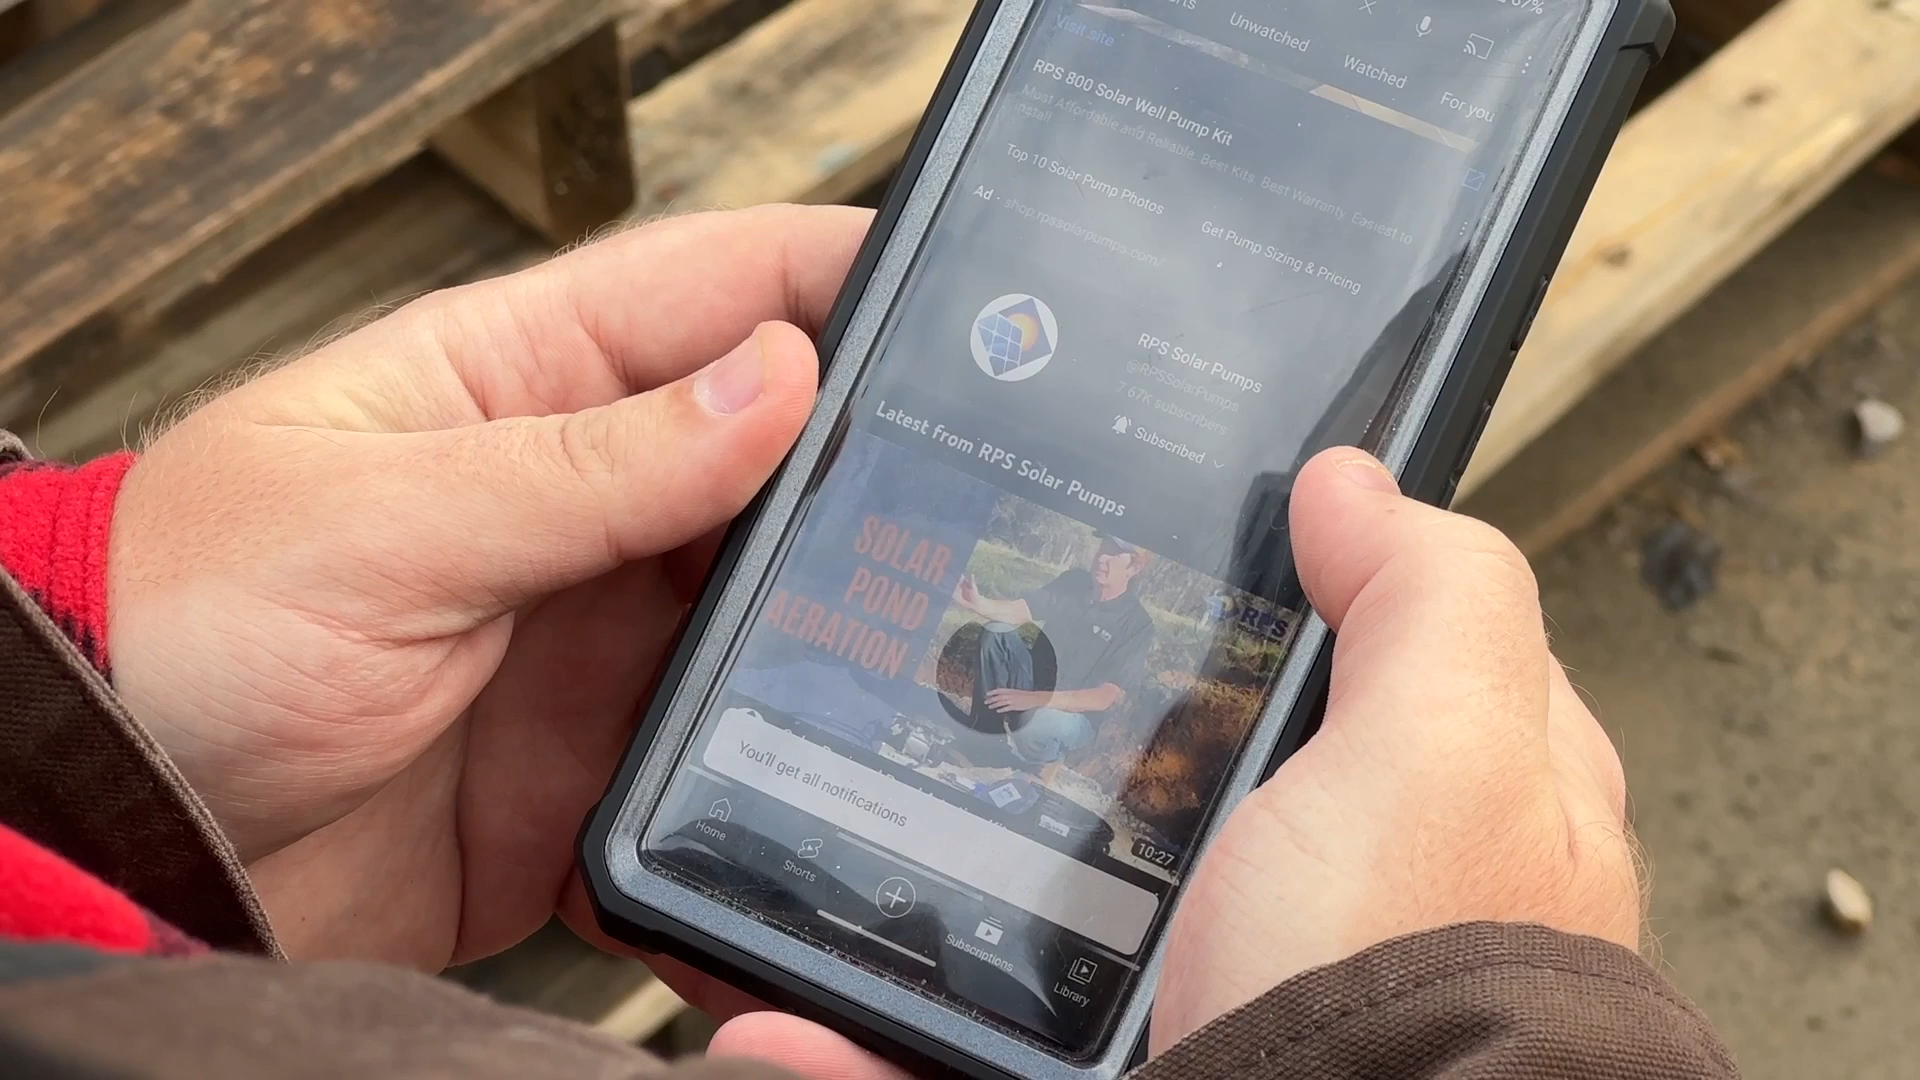 87%
Unwatched
Watched
For you
Visit site
RPS 800 Solar Well Pump Kit
Most Affordable and Reliable. Best Kits. Best Warranty. Easiest to
install
Top 10 Solar Pump Photos
Get Pump Sizing & Pricing
Ad · shop.rpssolarpumps.com/
RPS Solar Pumps
@RPSSolarPumps
7.67K subscribers
Subscribed
Latest from RPS Solar Pumps
SOLAR
POND
AERATION
RPS
10:27
You'll get all notifications
Home
Shorts
Subscriptions
Library